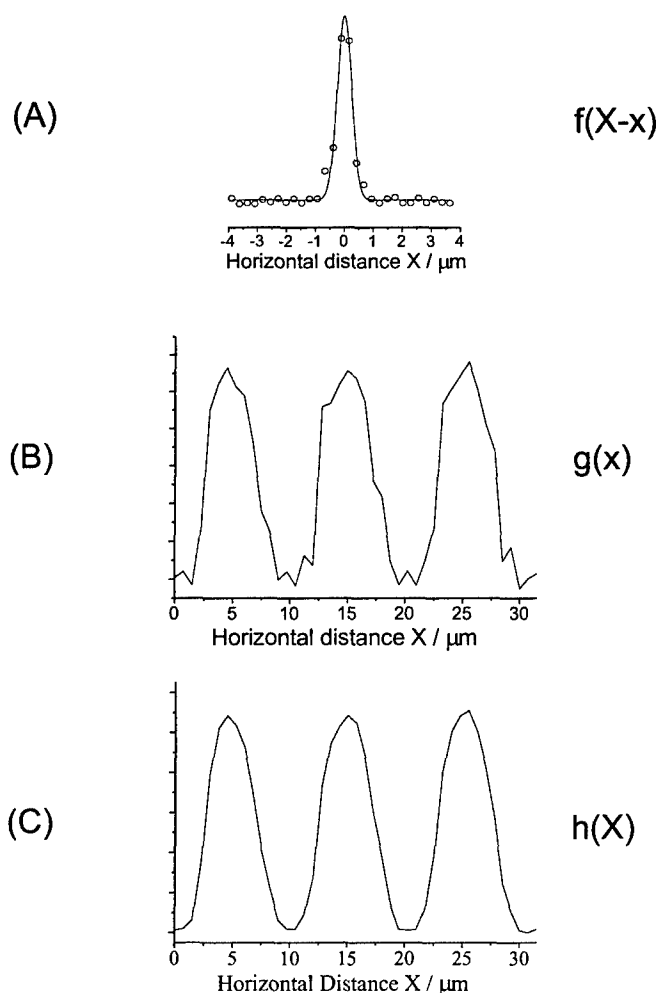 (A)
f(X-x)
-4 -3 -2 -1 0 1 2 3 4
Horizontal distance X / μm
(B)
g(x)
0 5 10 15 20 25 30
Horizontal distance X / μm
(C)
h(X)
0 5 10 15 20 25 30
Horizontal Distance X / μm